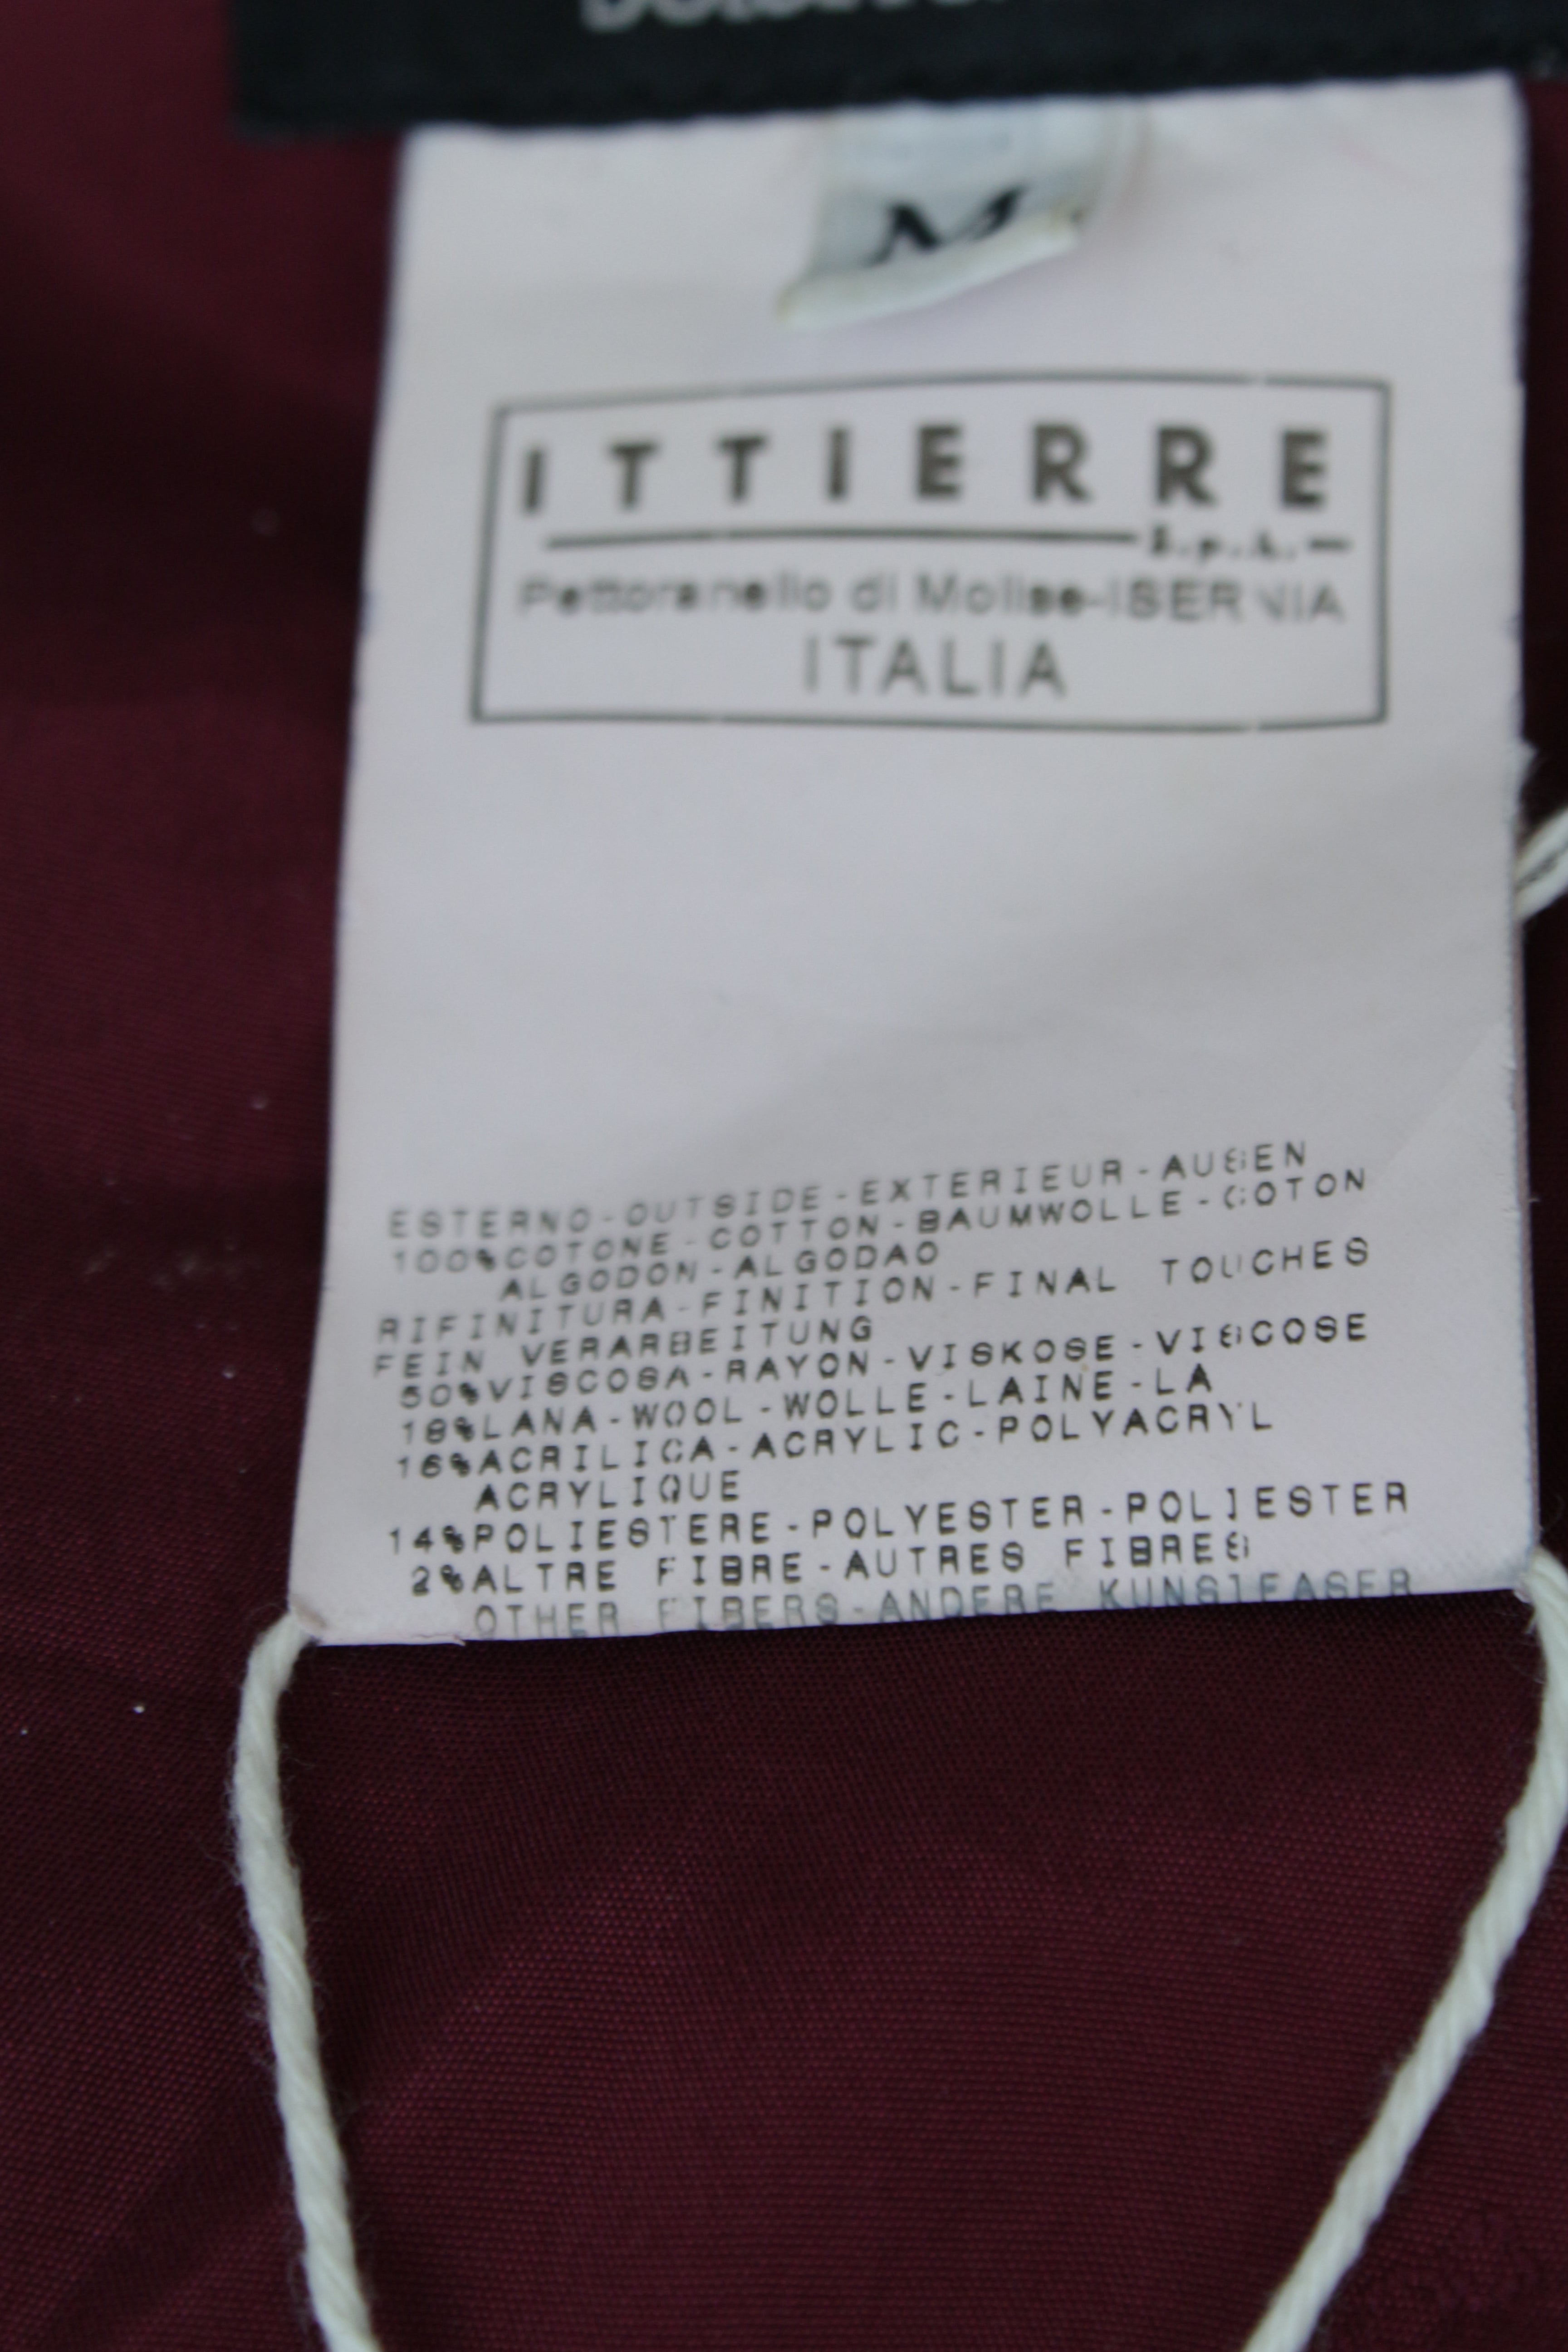 M
ITTIERRE
S.p.A.
Pettoranello di Molise-ISERNIA
ITALIA
ESTERNO-OUTSIDE-EXTERIEUR-AUSEN
100%COTONE-COTTON-BAUMWOLLE-COTON
ALGODON-ALGODAO
RIFINITURA-FINITION-FINAL TOUCHES
FEIN VERARBEITUNG
50%VISCOSA-RAYON-VISKOSE-VISCOSE
18%LANA-WOOL-WOLLE-LAINE-LA
16%ACRILICA-ACRYLIC-POLYACRYL
ACRYLIQUE
14%POLIESTERE-POLYESTER-POLIESTER
2%ALTRE FIBRE-AUTRES FIBRES
OTHER FIBERS-ANDERE KUNSTFASER